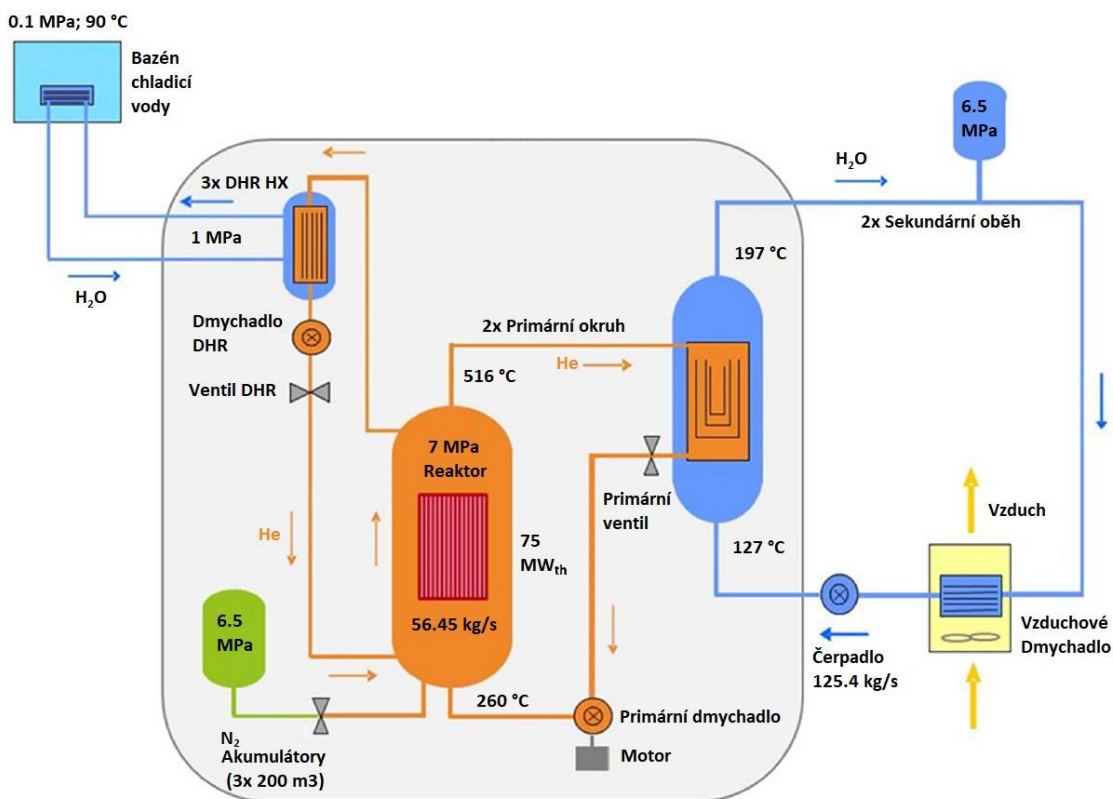 0.1 MPa; 90 °C
Bazén
chladicí
vody
6.5
MPa
H₂O
3x DHR HX
2x Sekundární oběh
1 MPa
197 °C
H₂O
Dmychadlo
DHR
2x Primární okruh
He
516 °C
Ventil DHR
7 MPa
Reaktor
Primární
ventil
Vzduch
He
75
MWth
127 °C
6.5
MPa
56.45 kg/s
Vzduchové
Dmychadlo
Čerpadlo
125.4 kg/s
260 °C
Primární dmychadlo
N₂
Akumulátory
(3x 200 m3)
Motor